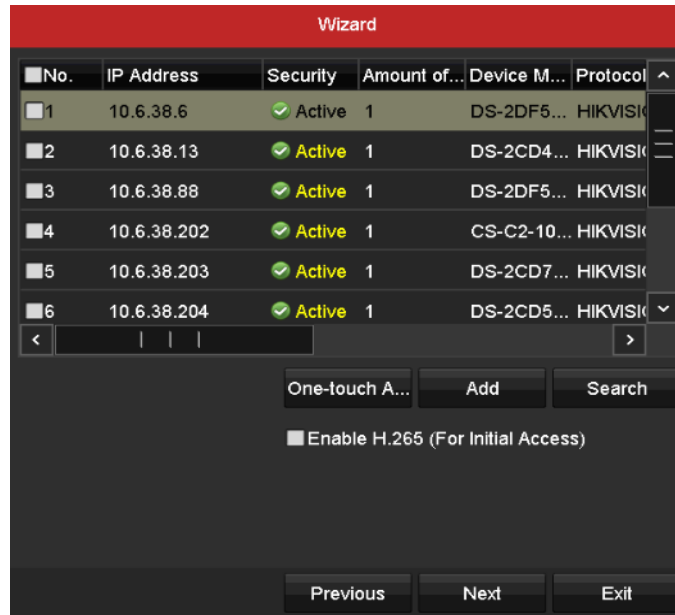 Wizard
No. IP Address Security Amount of... Device M... Protocol
1 10.6.38.6 Active 1 DS-2DF5... HIKVISI
2 10.6.38.13 Active 1 DS-2CD4... HIKVISI
3 10.6.38.88 Active 1 DS-2DF5... HIKVISI
4 10.6.38.202 Active 1 CS-C2-10... HIKVISI
5 10.6.38.203 Active 1 DS-2CD7... HIKVISI
6 10.6.38.204 Active 1 DS-2CD5... HIKVISI
One-touch A... Add Search
Enable H.265 (For Initial Access)
Previous Next Exit